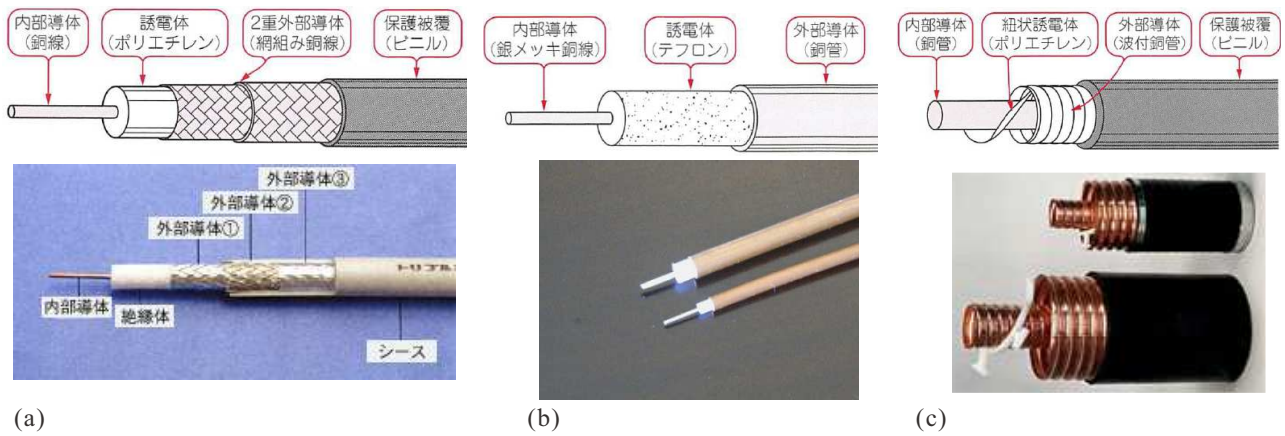 内部導体
(銅線)
誘電体
(ポリエチレン)
2重外部導体
(網組み銅線)
保護被覆
(ビニル)
内部導体
(銀メッキ銅線)
誘電体
(テフロン)
外部導体
(銅管)
内部導体
(銅管)
紐状誘電体
(ポリエチレン)
外部導体
(波付銅管)
保護被覆
(ビニル)
外部導体③
外部導体②
外部導体①
内部導体
絶縁体
シース
(a)
(b)
(c)